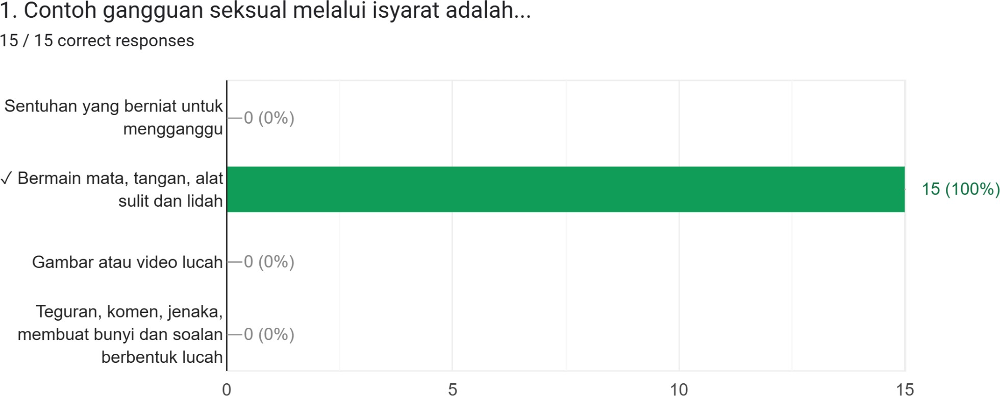 1. Contoh gangguan seksual melalui isyarat adalah...
15 / 15 correct responses
Sentuhan yang berniat untuk
mengganggu
0 (0%)
✓ Bermain mata, tangan, alat
sulit dan lidah
15 (100%)
Gambar atau video lucah
0 (0%)
Teguran, komen, jenaka,
membuat bunyi dan soalan
berbentuk lucah
0 (0%)
0 5 10 15